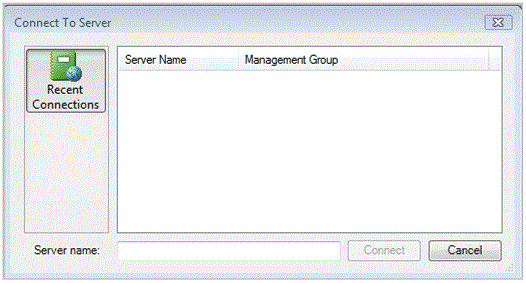 Connect To Server
Recent
Connections
Server Name Management Group
Server name: Connect Cancel